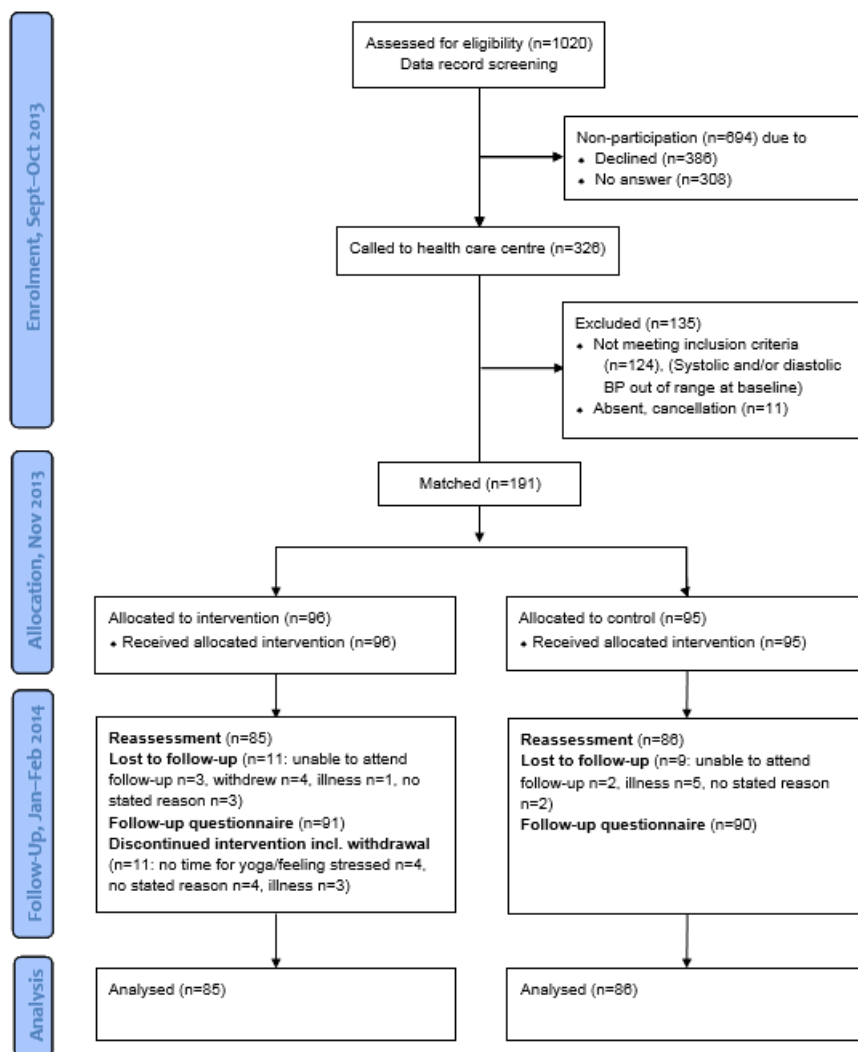 Enrolment, Sept–Oct 2013
Assessed for eligibility (n=1020)
Data record screening
Non-participation (n=694) due to
• Declined (n=386)
• No answer (n=308)
Called to health care centre (n=326)
Excluded (n=135)
• Not meeting inclusion criteria
(n=124), (Systolic and/or diastolic
BP out of range at baseline)
• Absent, cancellation (n=11)
Matched (n=191)
Allocation, Nov 2013
Allocated to intervention (n=96)
• Received allocated intervention (n=96)
Allocated to control (n=95)
• Received allocated intervention (n=95)
Follow-Up, Jan–Feb 2014
Reassessment (n=85)
Lost to follow-up (n=11: unable to attend
follow-up n=3, withdrew n=4, illness n=1, no
stated reason n=3)
Follow-up questionnaire (n=91)
Discontinued intervention incl. withdrawal
(n=11: no time for yoga/feeling stressed n=4,
no stated reason n=4, illness n=3)
Reassessment (n=86)
Lost to follow-up (n=9: unable to attend
follow-up n=2, illness n=5, no stated reason
n=2)
Follow-up questionnaire (n=90)
Analysis
Analysed (n=85)
Analysed (n=86)